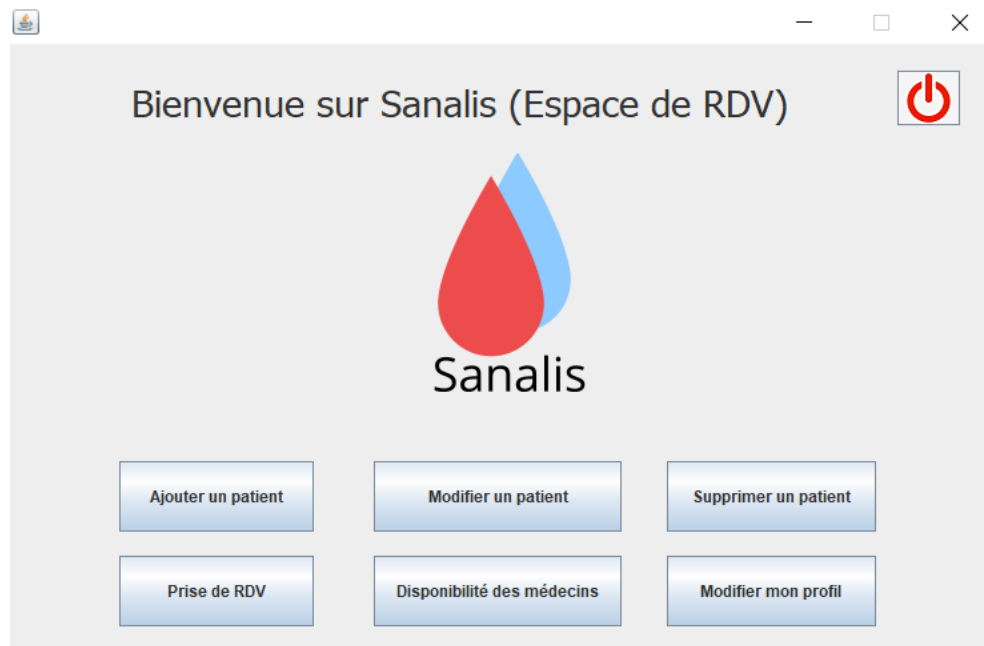 Bienvenue sur Sanalis (Espace de RDV)
Sanalis
Ajouter un patient
Modifier un patient
Supprimer un patient
Prise de RDV
Disponibilité des médecins
Modifier mon profil